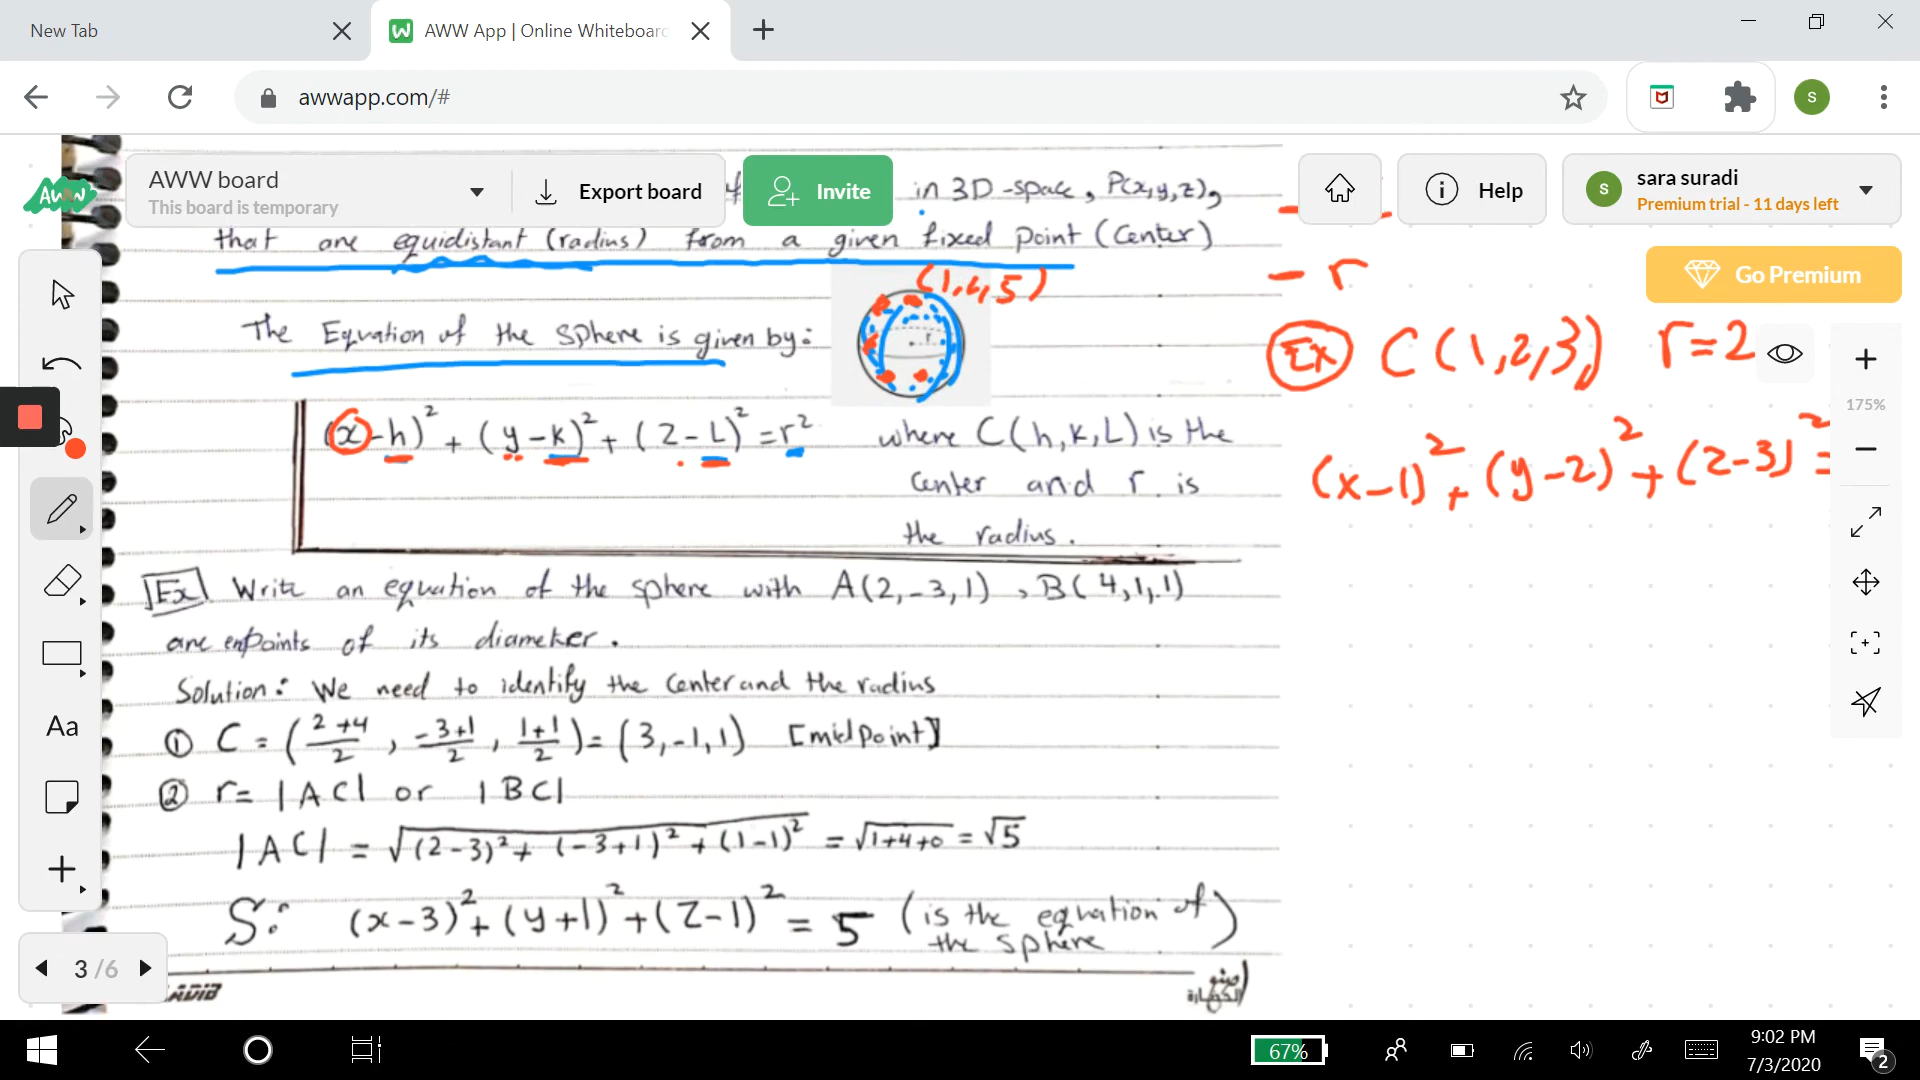 New Tab
AWW App | Online Whiteboard
awwapp.com/#
S
AWW
AWW board
This board is temporary
Export board
Invite
in 3D-space, P(x,y,z),
Help
S
sara suradi
Premium trial - 11 days left
that are equidistant (radius) from a given fixed point (Center)
(1,4,5)
- r
Go Premium
The Equation of the Sphere is given by:
r
Ex C(1,2,3) r=2
175%
(x-h)² + (y-k)² + (z-L)² = r² where C(h,k,L) is the
center and r is
the radius.
(x-1)² + (y-2)² + (z-3)² =
Ex Write an equation of the sphere with A(2,-3,1), B(4,1,1)
are enpoints of its diameter.
Solution: We need to identify the Center and the radius
① C = (2+4/2, -3+1/2, 1+1/2) = (3,-1,1) [midpoint]
② r = |AC| or |BC|
|AC| = √(2-3)² + (-3+1)² + (1-1)² = √1+4+0 = √5
S: (x-3)² + (y+1)² + (z-1)² = 5 (is the equation of the sphere)
Aa
3 /6
67%
9:02 PM
7/3/2020
2